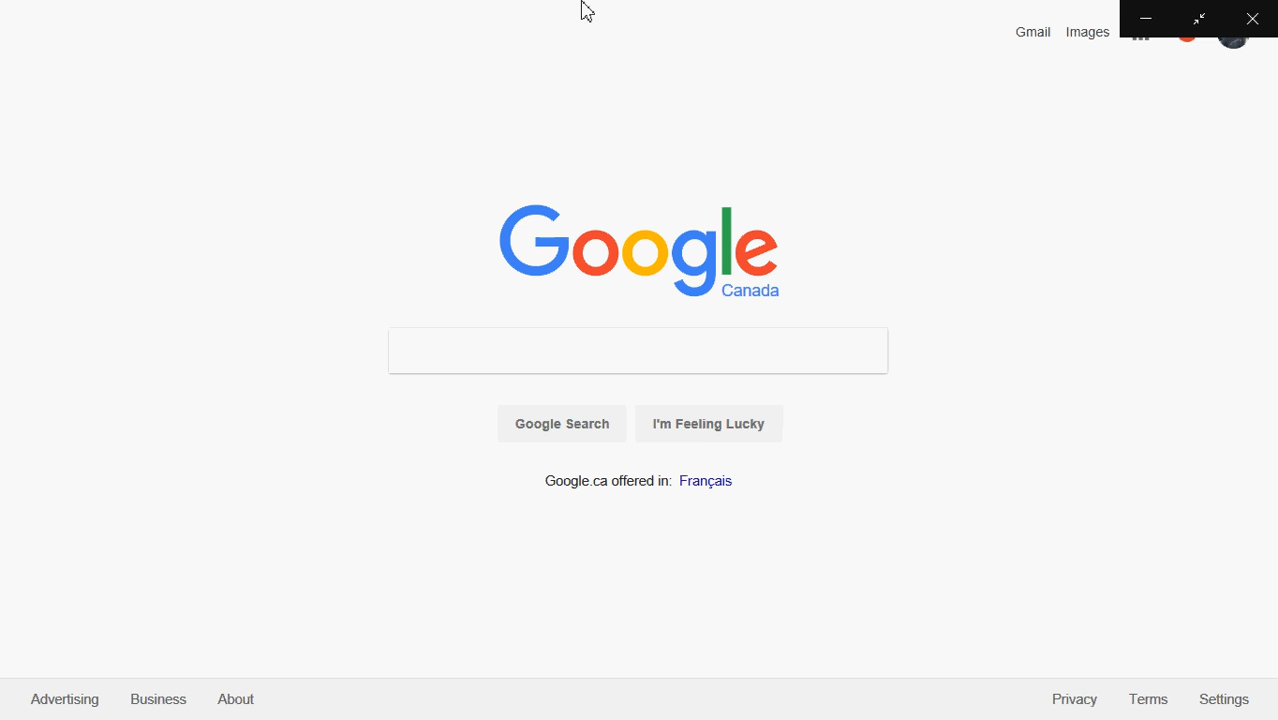 Gmail Images
Google
Canada
Google Search I'm Feeling Lucky
Google.ca offered in: Français
Advertising Business About Privacy Terms Settings